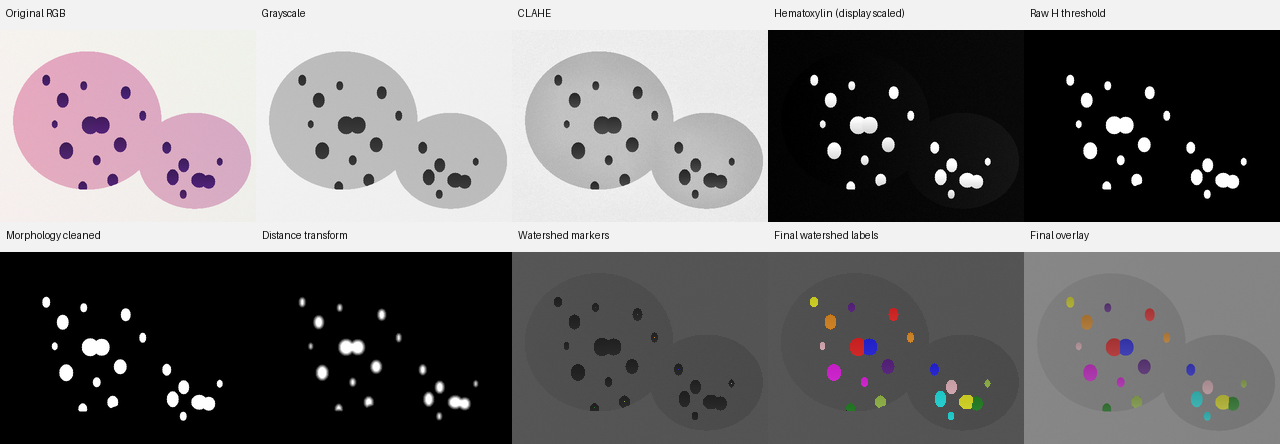 Original RGB
Grayscale
CLAHE
Hematoxylin (display scaled)
Raw H threshold
Morphology cleaned
Distance transform
Watershed markers
Final watershed labels
Final overlay